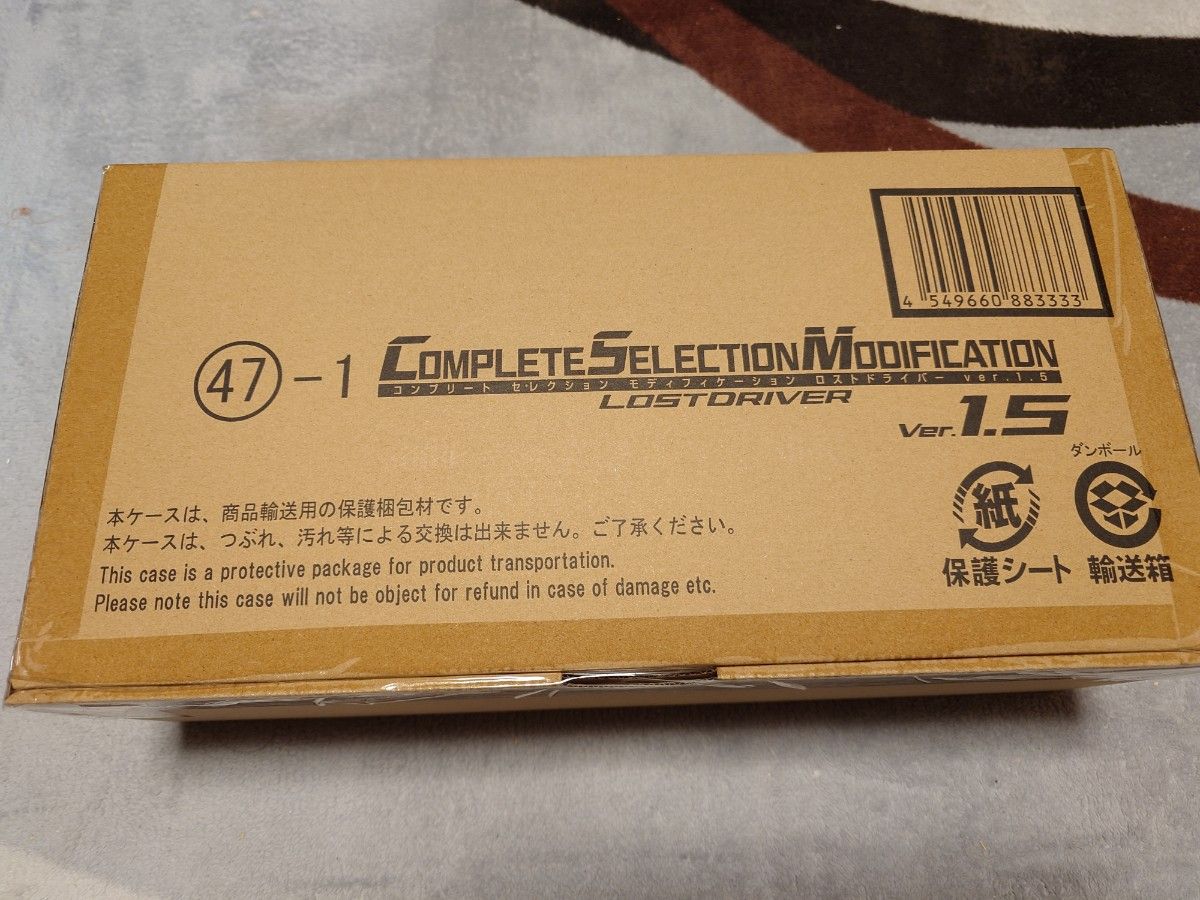 4 549660 883333
㊼-1 COMPLETE SELECTION MODIFICATION
コンプリート セレクション モディフィケーション ロストドライバー ver.1.5
LOSTDRIVER
Ver.1.5
本ケースは、商品輸送用の保護梱包材です。
本ケースは、つぶれ、汚れ等による交換は出来ません。ご了承ください。
This case is a protective package for product transportation.
Please note this case will not be object for refund in case of damage etc.
紙
保護シート
ダンボール
輸送箱